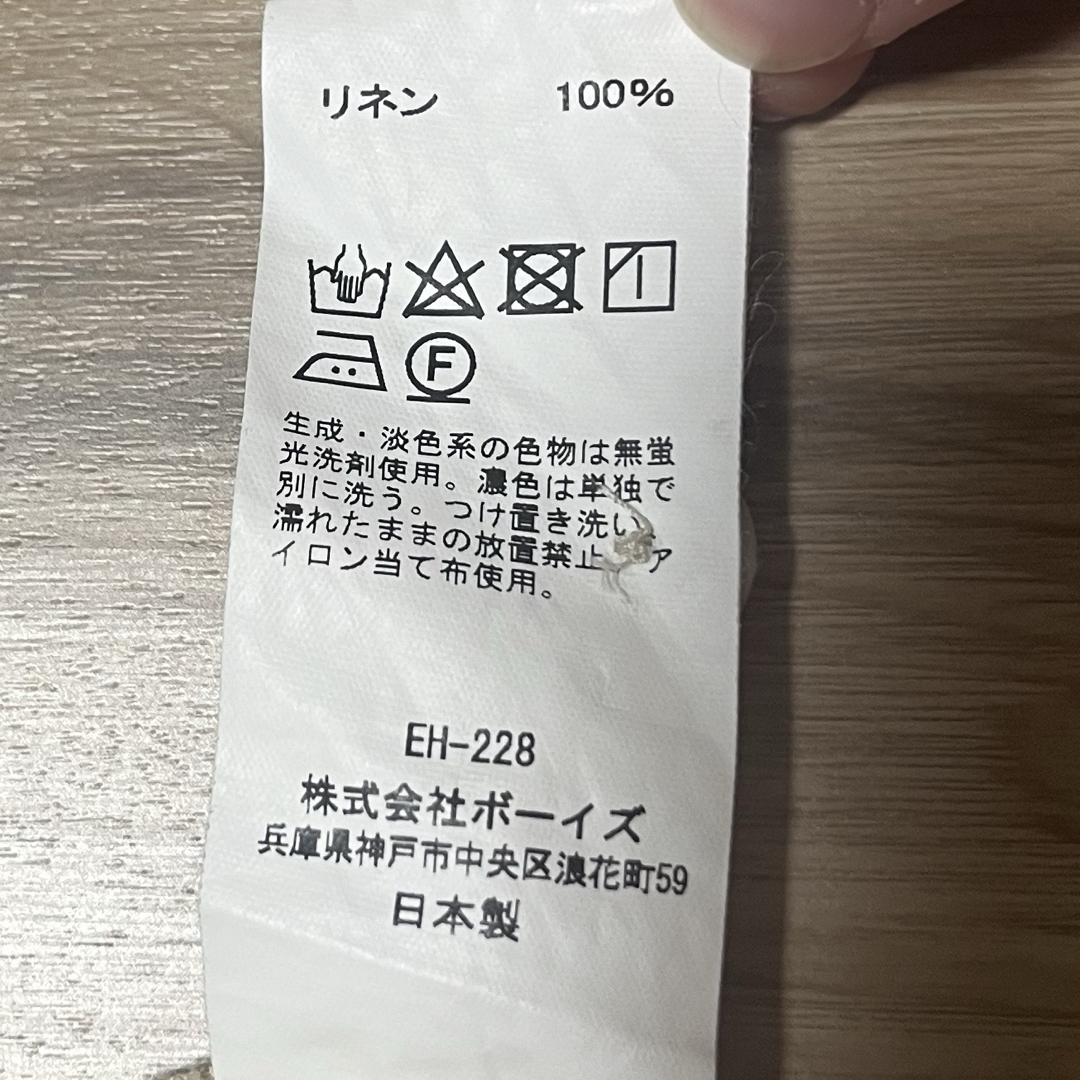 リネン 100%
F
生成・淡色系の色物は無蛍
光洗剤使用。濃色は単独で
別に洗う。つけ置き洗い、
濡れたままの放置禁止。ア
イロン当て布使用。
EH-228
株式会社ボーイズ
兵庫県神戸市中央区浪花町59
日本製